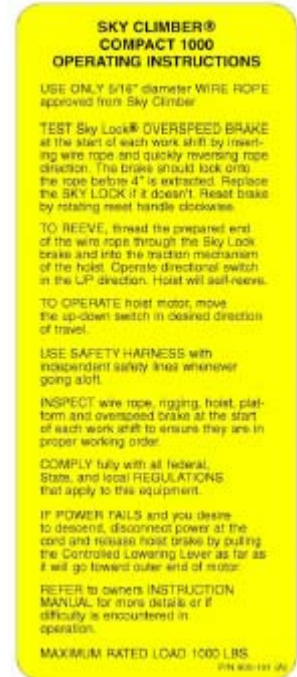 SKY CLIMBER®
COMPACT 1000
OPERATING INSTRUCTIONS
USE ONLY 5/16" diameter WIRE ROPE
approved from Sky Climber
TEST Sky Lock® OVERSPEED BRAKE
at the start of each work shift by insert-
ing wire rope and quickly reversing rope
direction. The brake should lock onto
the rope before 4" is extracted. Replace
the SKY LOCK if it doesn't. Reset brake
by rotating reset handle clockwise.
TO REEVE, thread the prepared end
of the wire rope through the Sky Lock
brake and into the traction mechanism
of the hoist. Operate directional switch
in the UP direction. Hoist will self-reeve.
TO OPERATE hoist motor, move
the up-down switch in desired direction
of travel.
USE SAFETY HARNESS with
independent safety lines whenever
going aloft.
INSPECT wire rope, rigging, hoist, plat-
form and overspeed brake at the start
of each work shift to ensure they are in
proper working order.
COMPLY fully with all federal,
State, and local REGULATIONS
that apply to this equipment.
IF POWER FAILS and you desire
to descend, disconnect power at the
cord and release hoist brake by pulling
the Controlled Lowering Lever as far as
it will go toward outer end of motor.
REFER to owners INSTRUCTION
MANUAL for more details or if
difficulty is encountered in
operation.
MAXIMUM RATED LOAD 1000 LBS.
P/N